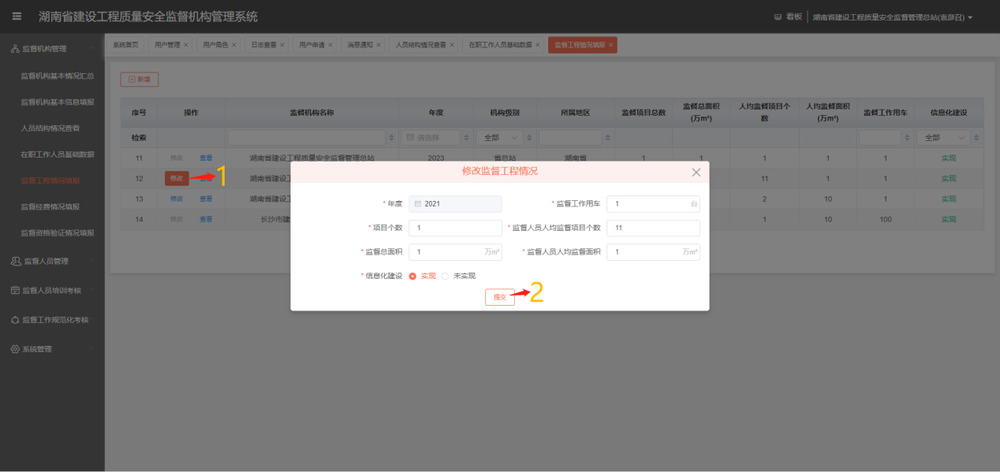 湖南省建设工程质量安全监督机构管理系统
看板 湖南省建设工程质量安全监督管理总站(袁彦召)
监督机构管理
监督机构基本情况汇总
监督机构基本信息填报
人员结构情况查看
在职工作人员基础数据
监督工程情况填报
监督经费情况填报
监督资格验证情况填报
监督人员管理
监督人员培训考核
监督工作规范化考核
系统管理
系统首页 用户管理 × 用户角色 × 日志查看 × 用户申请 × 消息通知 × 人员结构情况查看 × 在职工作人员基础数据 × 监督工程情况填报 ×
新增
序号 操作 监督机构名称 年度 机构级别 所属地区 监督项目总数 监督总面积(万m²) 人均监督项目个数 人均监督面积(万m²) 监督工作用车 信息化建设
检索 请选择 全部 全部
11 修改 查看 湖南省建设工程质量安全监督管理总站 2023 省总站 湖南省 1 1 1 1 1 实现
12 修改 查看 湖南省建设 11 1 1 实现
13 修改 查看 湖南省建设 2 10 1 实现
14 修改 查看 长沙市建 1 10 100 实现
1
修改监督工程情况
* 年度 2021 * 监督工作用车 1 台
* 项目个数 1 * 监督人员人均监督项目个数 11
* 监督总面积 1 万m² * 监督人员人均监督面积 1 万m²
* 信息化建设 实现 未实现
提交
2